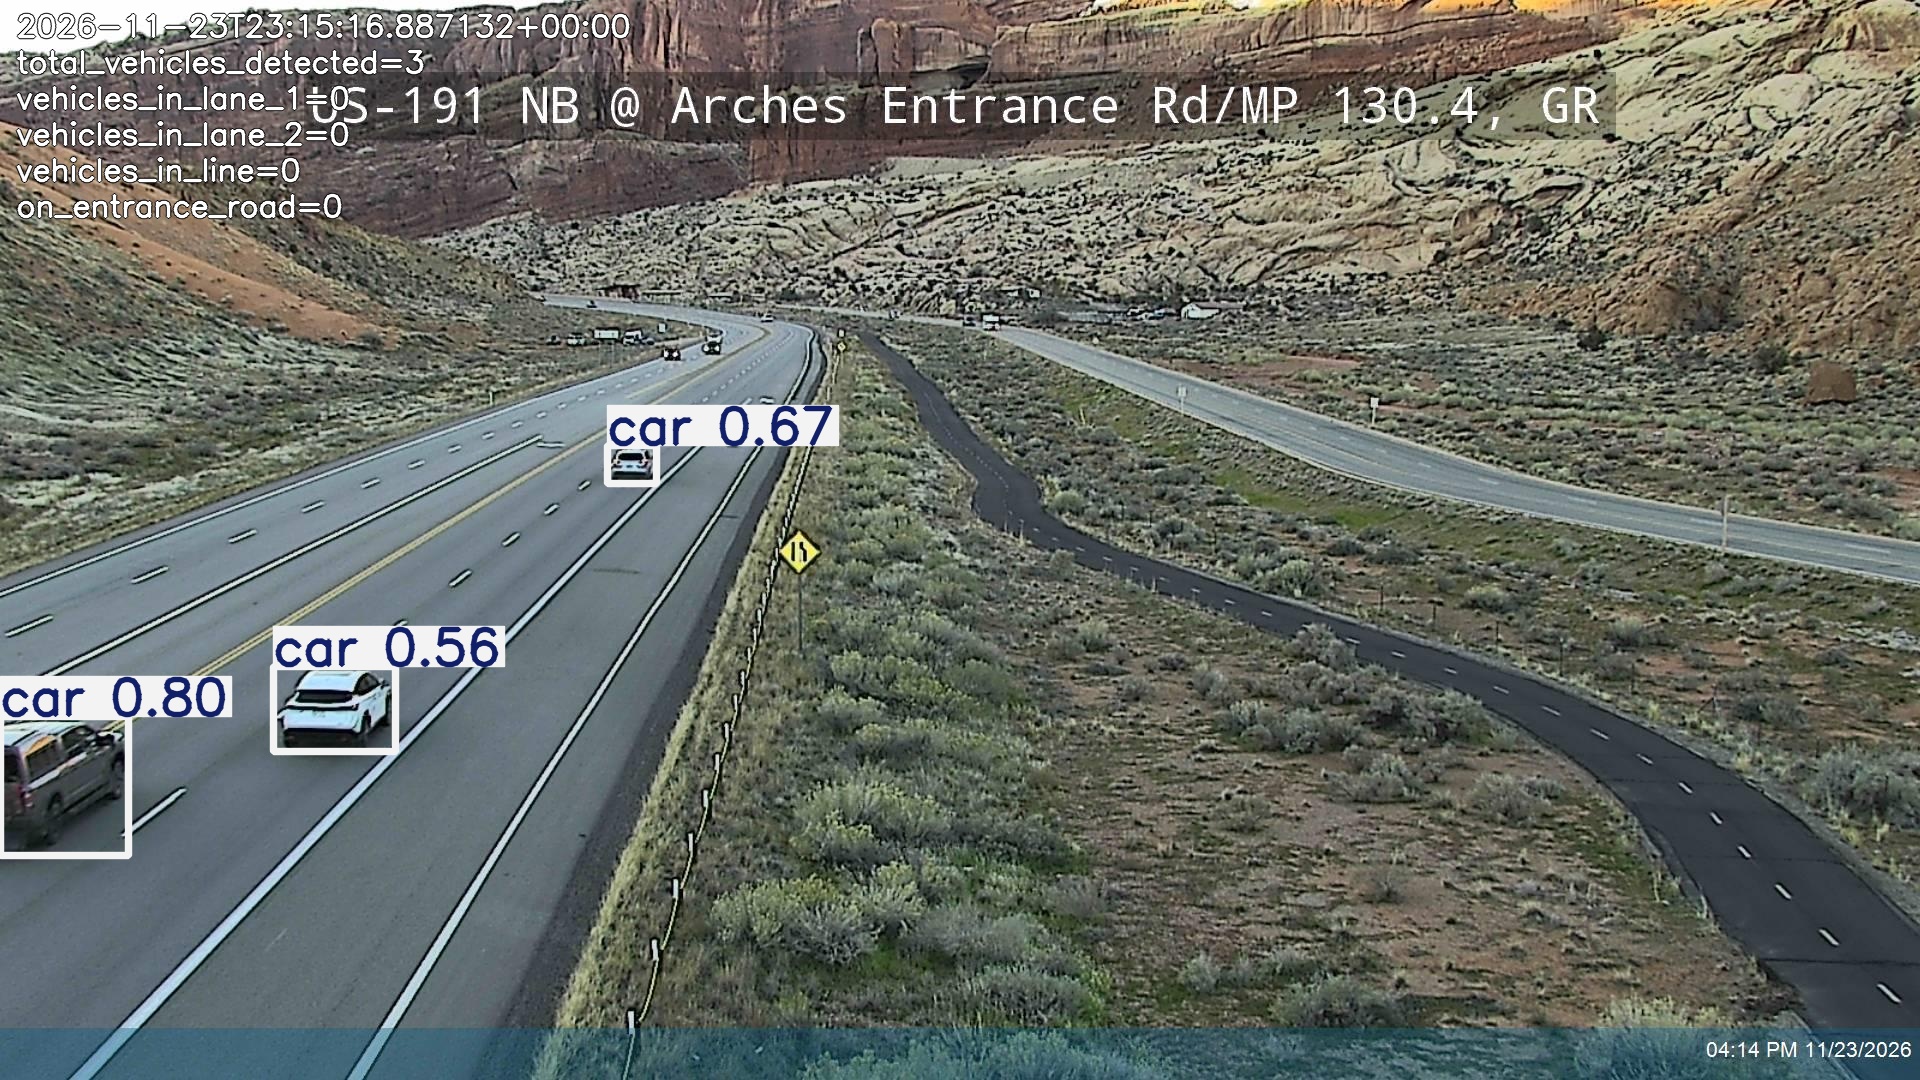 2026-11-23T23:15:16.887132+00:00
total_vehicles_detected=3
vehicles_in_lane_1=0
US-191 NB @ Arches Entrance Rd/MP 130.4, GR
vehicles_in_lane_2=0
vehicles_in_line=0
on_entrance_road=0
car 0.67
car 0.56
car 0.80
04:14 PM 11/23/2026